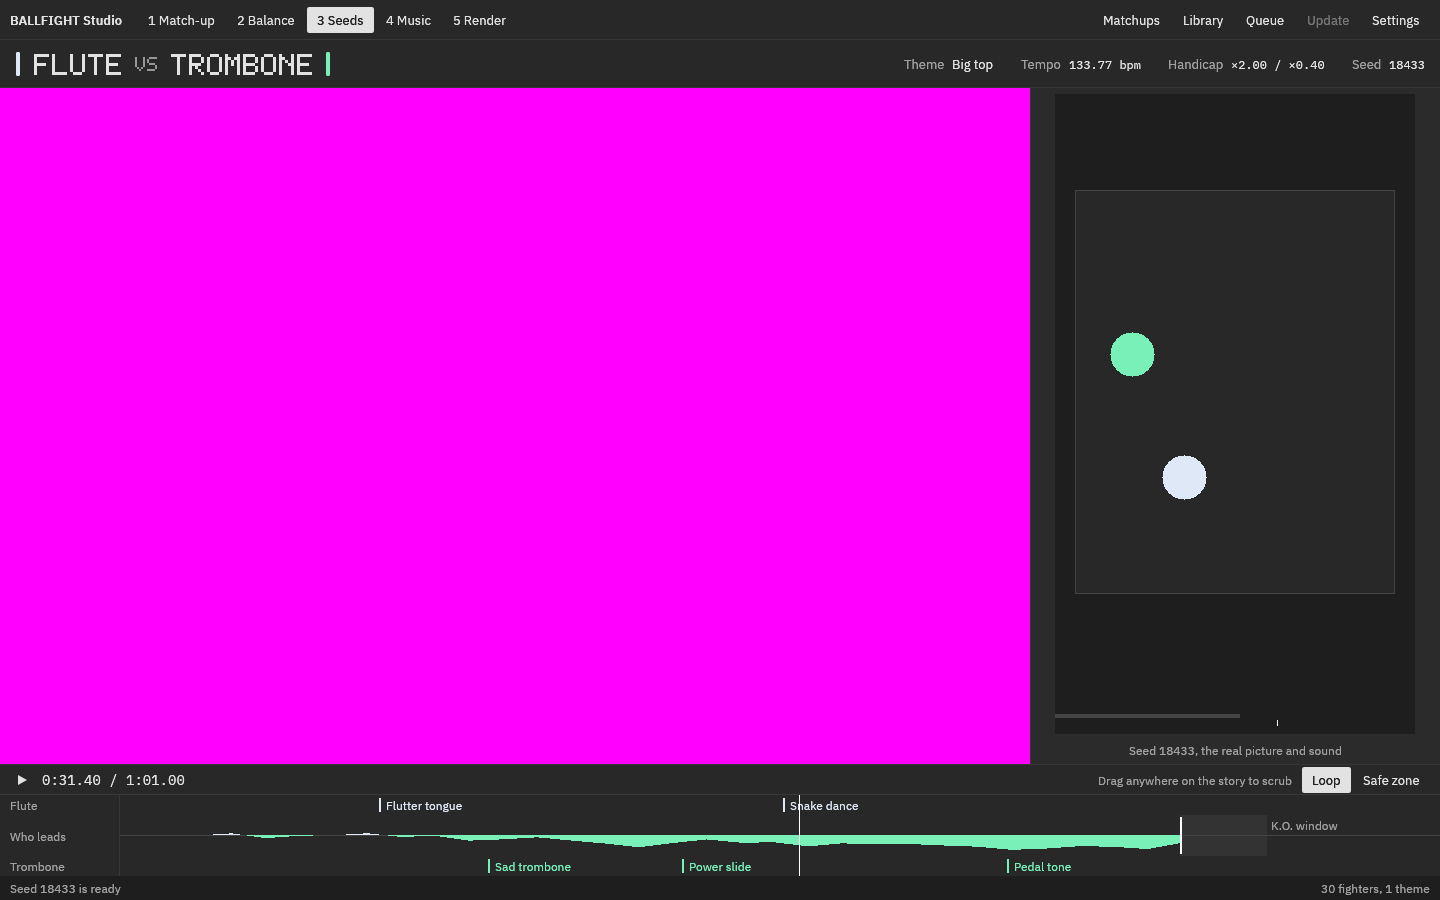 BALLFIGHT Studio 1 Match-up 2 Balance 3 Seeds 4 Music 5 Render Matchups Library Queue Update Settings
FLUTE VS TROMBONE Theme Big top Tempo 133.77 bpm Handicap ×2.00 / ×0.40 Seed 18433
Seed 18433, the real picture and sound
0:31.40 / 1:01.00 Drag anywhere on the story to scrub Loop Safe zone
Flute Flutter tongue Snake dance
Who leads K.O. window
Trombone Sad trombone Power slide Pedal tone
Seed 18433 is ready 30 fighters, 1 theme